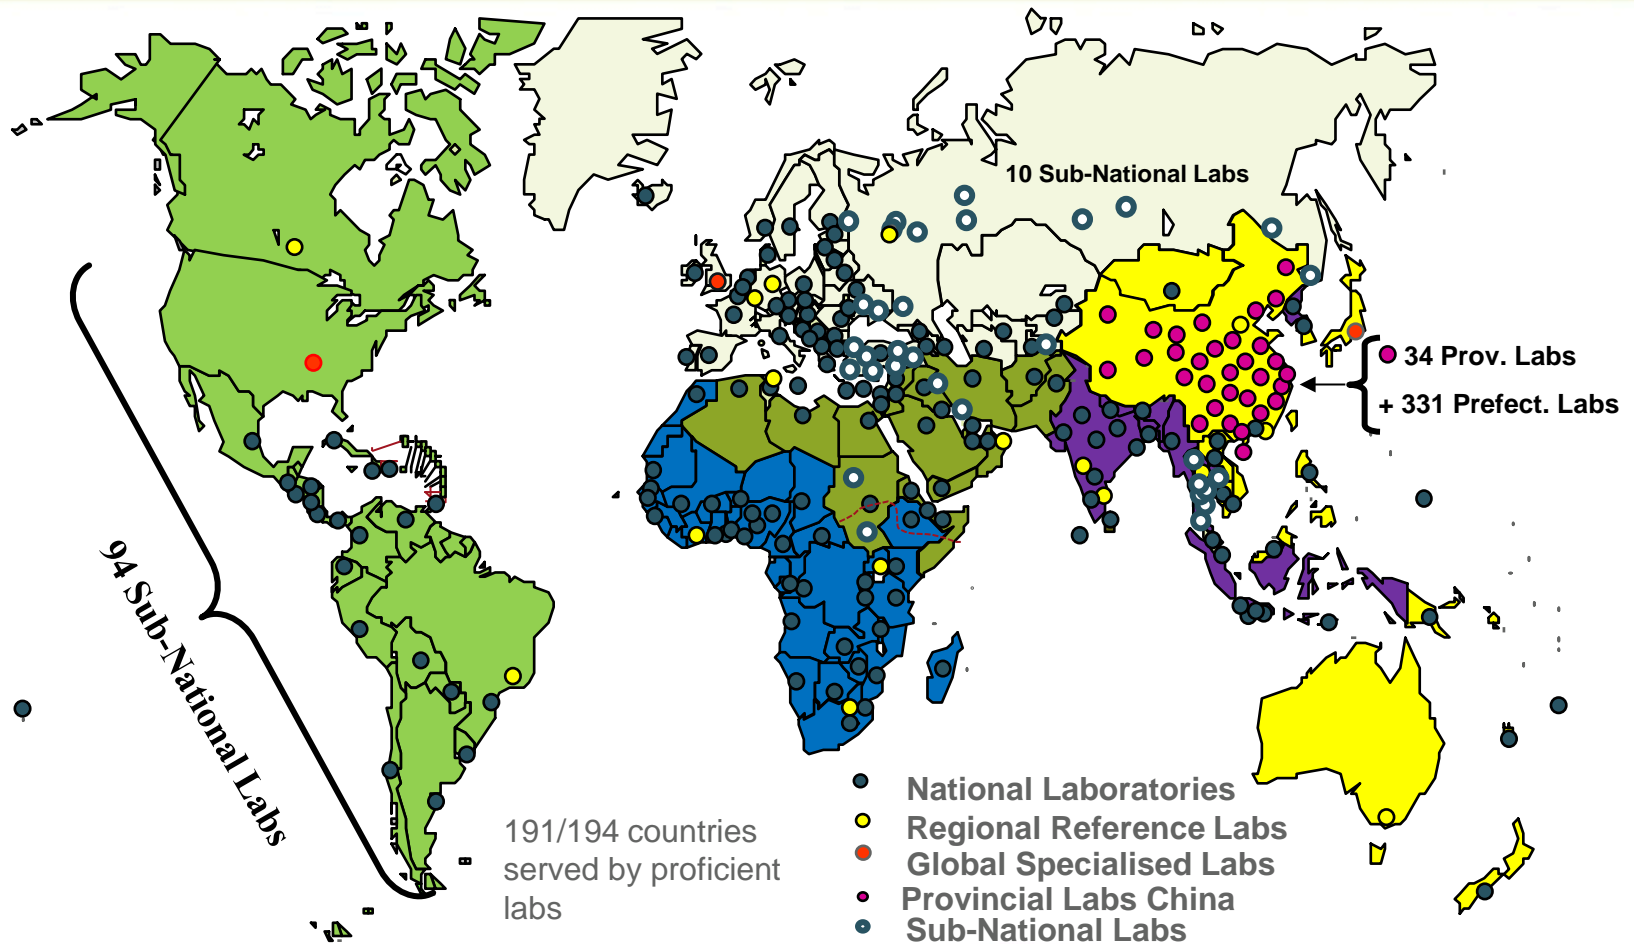 10 Sub-National Labs
34 Prov. Labs
+ 331 Prefect. Labs
94 Sub-National Labs
191/194 countries
served by proficient
labs
National Laboratories
Regional Reference Labs
Global Specialised Labs
Provincial Labs China
Sub-National Labs